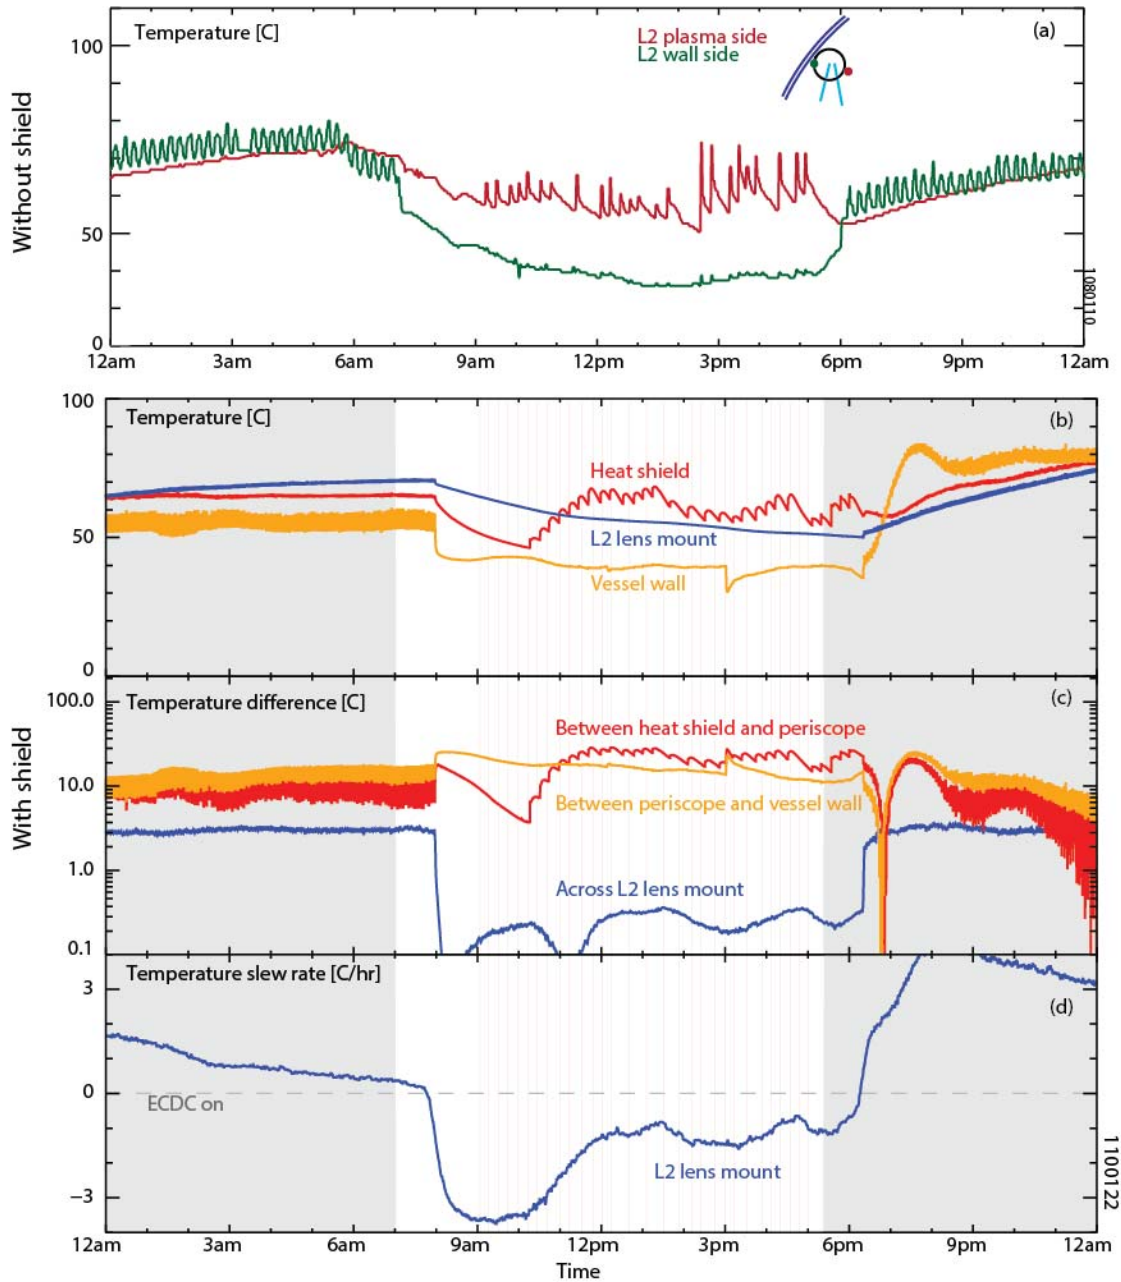 Temperature [C]
L2 plasma side
L2 wall side
(a)
Without shield
100
50
0
1080110
12am 3am 6am 9am 12pm 3pm 6pm 9pm 12am
Temperature [C]
(b)
100
50
0
Heat shield
L2 lens mount
Vessel wall
With shield
Temperature difference [C]
(c)
100.0
10.0
1.0
0.1
Between heat shield and periscope
Between periscope and vessel wall
Across L2 lens mount
Temperature slew rate [C/hr]
(d)
3
0
−3
ECDC on
L2 lens mount
1100122
12am 3am 6am 9am 12pm 3pm 6pm 9pm 12am
Time